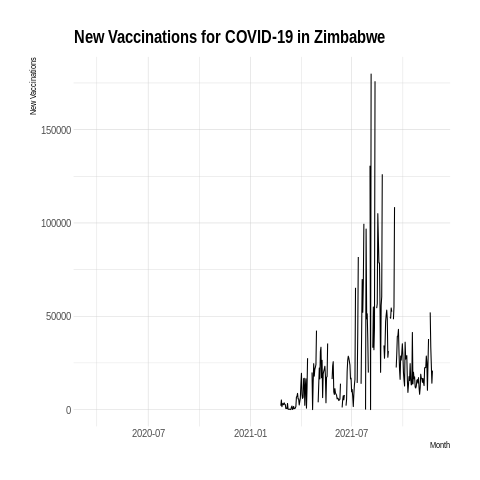 New Vaccinations for COVID-19 in Zimbabwe
New Vaccinations
150000
100000
50000
0
2020-07
2021-01
2021-07
Month